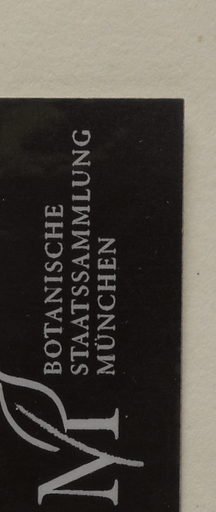 BOTANISCHE
STAATSSAMMLUNG
MÜNCHEN
M